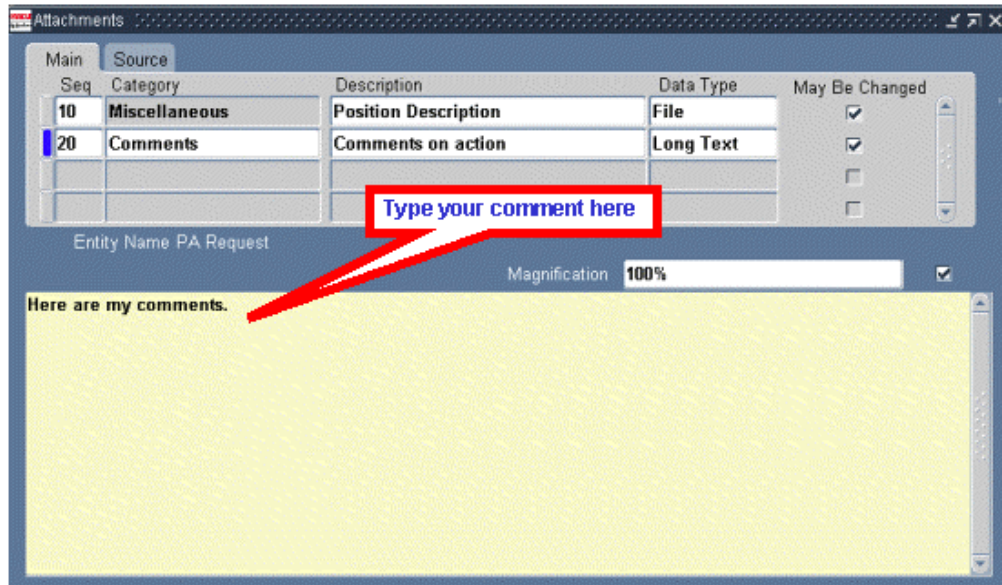 Attachments
Main Source
Seq Category Description Data Type May Be Changed
10 Miscellaneous Position Description File
20 Comments Comments on action Long Text
Type your comment here
Entity Name PA Request
Magnification 100%
Here are my comments.